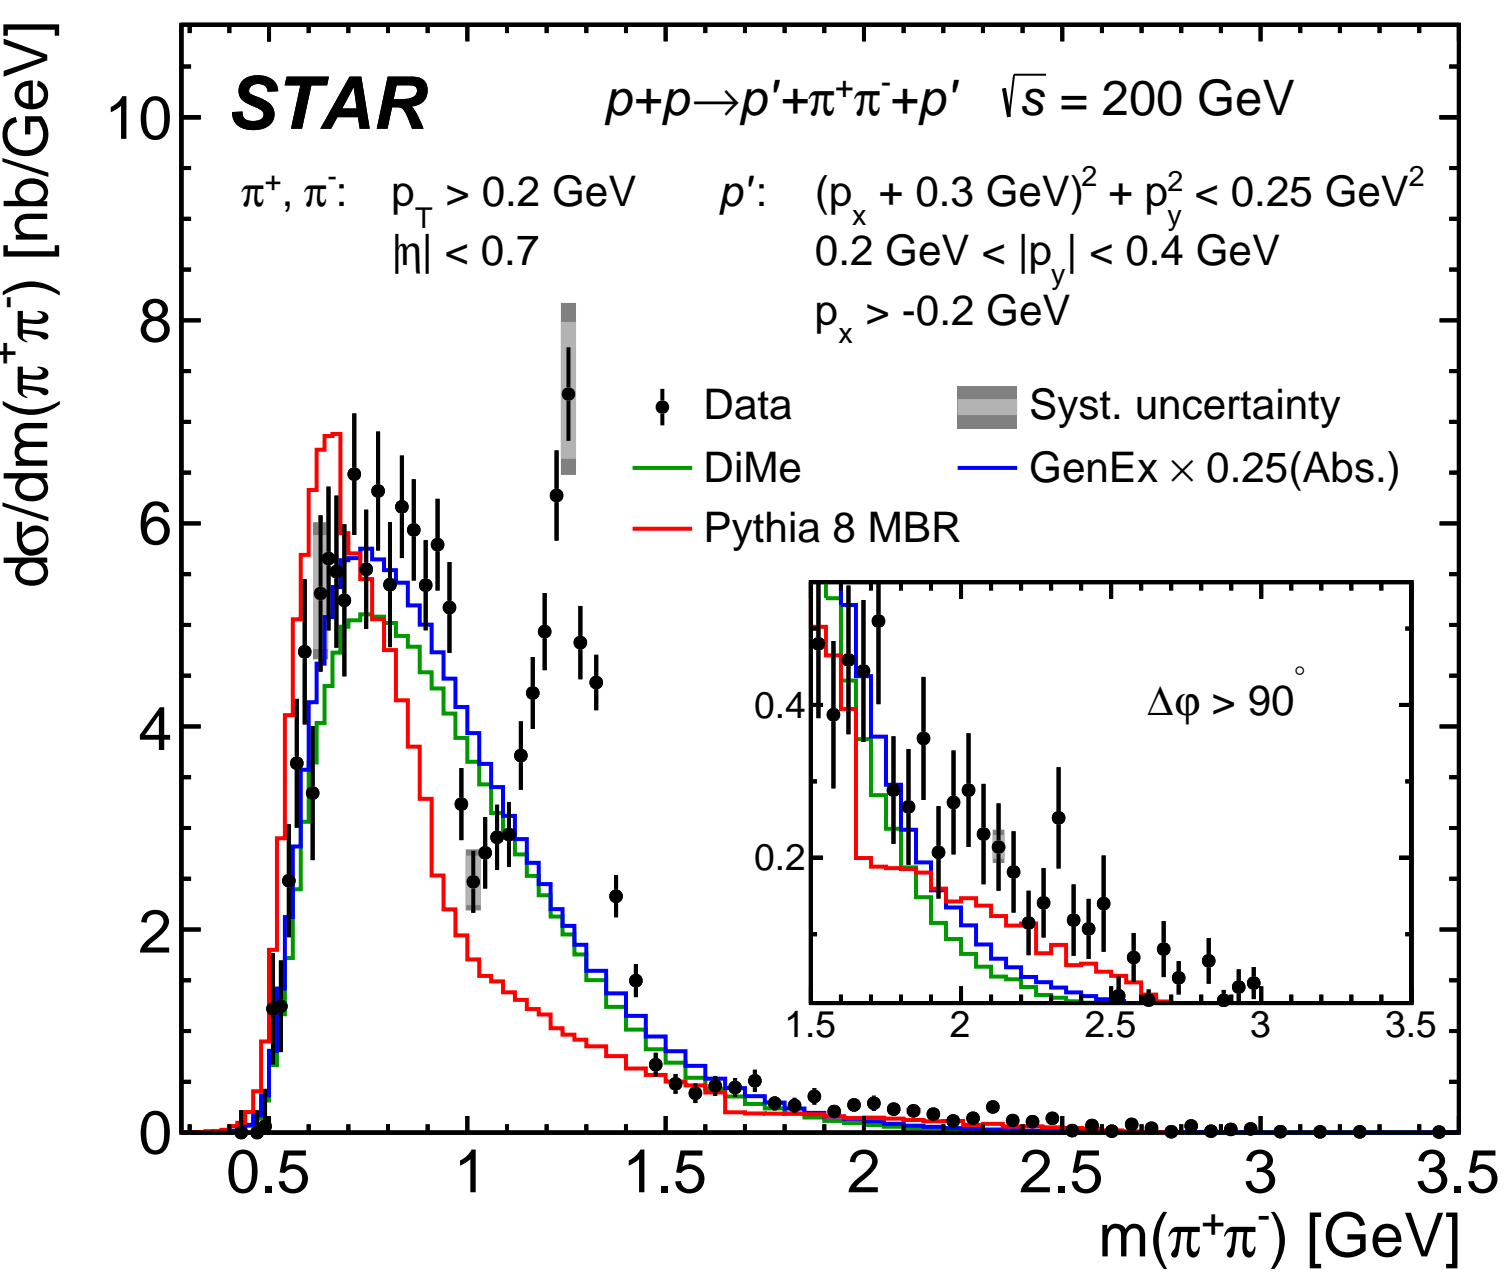 STAR p+p→p′+π⁺π⁻+p′ √s = 200 GeV
π⁺, π⁻: p_T > 0.2 GeV p′: (p_x + 0.3 GeV)² + p_y² < 0.25 GeV²
|η| < 0.7 0.2 GeV < |p_y| < 0.4 GeV
p_x > -0.2 GeV
Data Syst. uncertainty
DiMe GenEx × 0.25(Abs.)
Pythia 8 MBR
dσ/dm(π⁺π⁻) [nb/GeV]
10
8
6
4
2
0
Δφ > 90°
0.4
0.2
1.5 2 2.5 3 3.5
0.5 1 1.5 2 2.5 3 3.5
m(π⁺π⁻) [GeV]